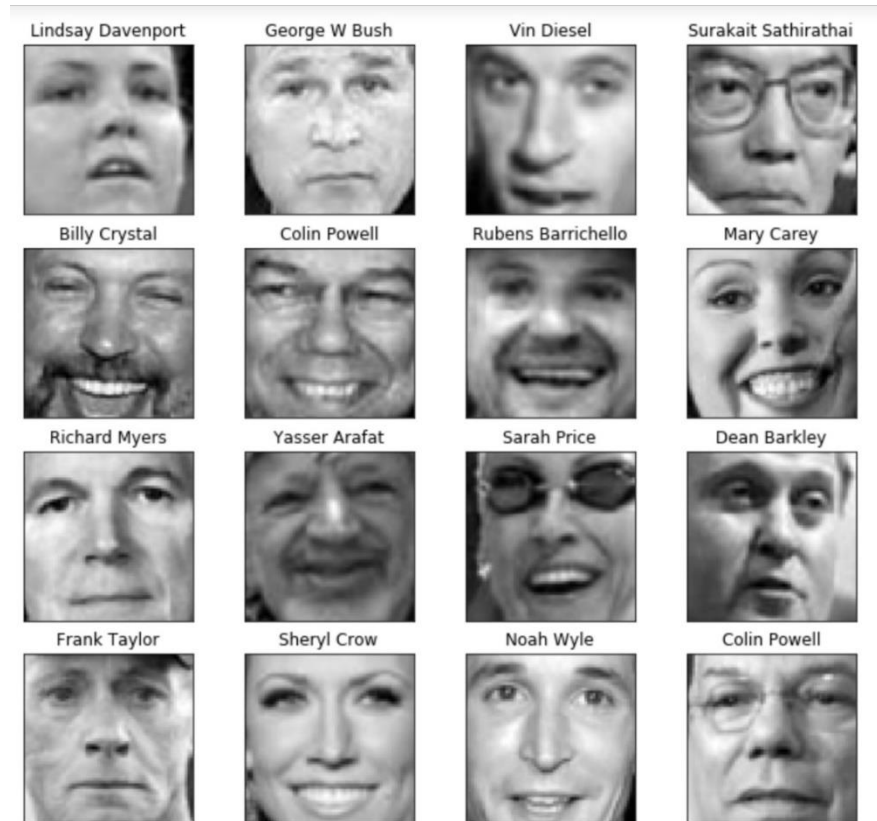 Lindsay Davenport George W Bush Vin Diesel Surakait Sathirathai
Billy Crystal Colin Powell Rubens Barrichello Mary Carey
Richard Myers Yasser Arafat Sarah Price Dean Barkley
Frank Taylor Sheryl Crow Noah Wyle Colin Powell